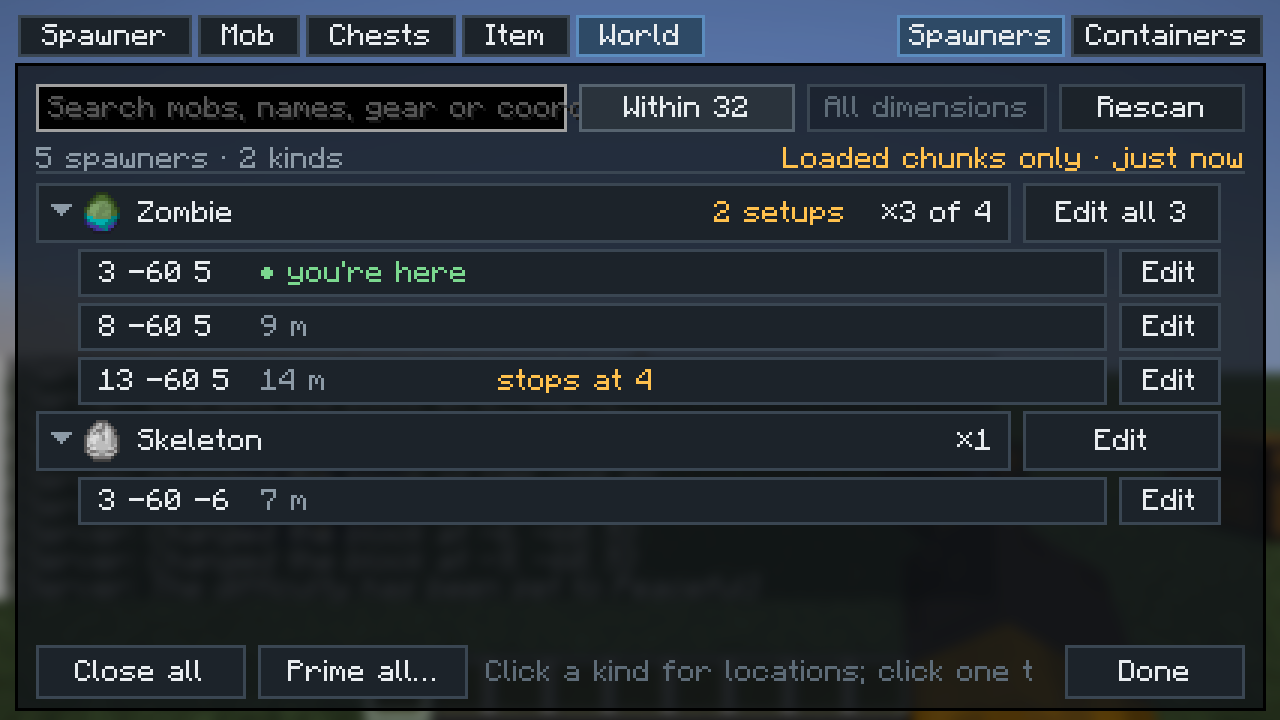 Spawner Mob Chests Item World Spawners Containers
Search mobs, names, gear or coord Within 32 All dimensions Rescan
5 spawners · 2 kinds Loaded chunks only · just now
Zombie 2 setups ×3 of 4 Edit all 3
3 -60 5 • you're here Edit
8 -60 5 9 m Edit
13 -60 5 14 m stops at 4 Edit
Skeleton ×1 Edit
3 -60 -6 7 m Edit
Close all Prime all... Click a kind for locations; click one t Done